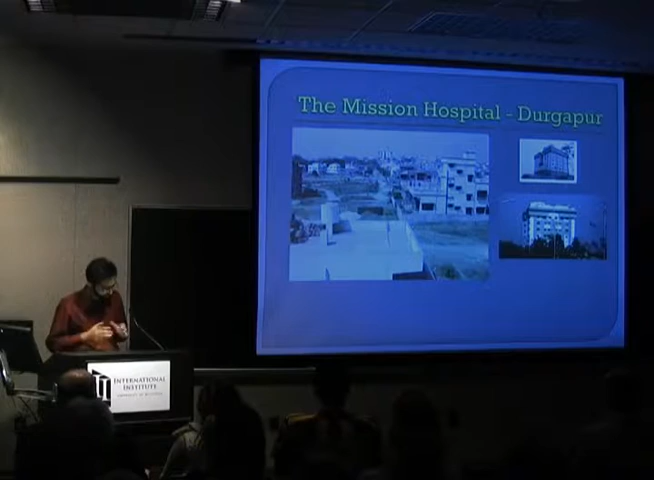 The Mission Hospital - Durgapur
INTERNATIONAL
INSTITUTE